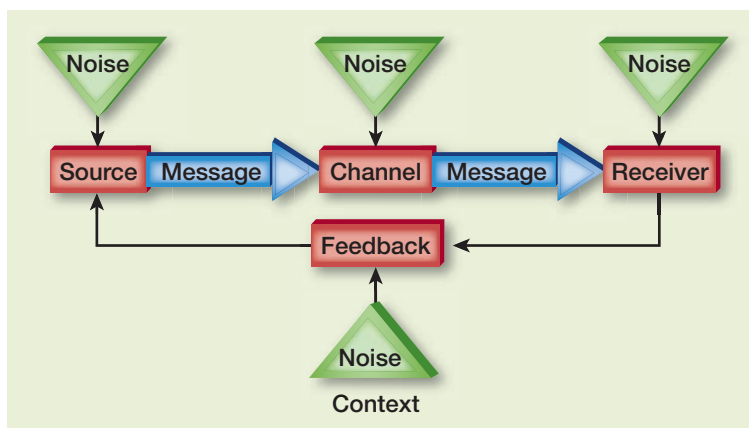 Noise
Noise
Noise
Source
Message
Channel
Message
Receiver
Feedback
Noise
Context